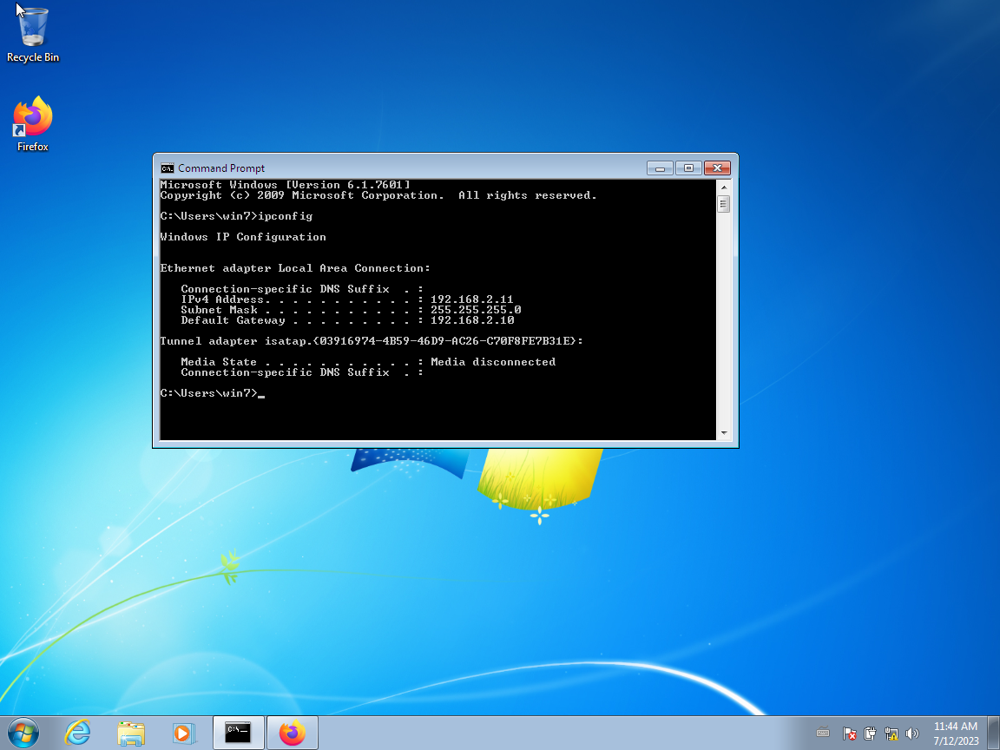 Recycle Bin
Firefox
Command Prompt
Microsoft Windows [Version 6.1.7601]
Copyright (c) 2009 Microsoft Corporation.  All rights reserved.
C:\Users\win7>ipconfig
Windows IP Configuration
Ethernet adapter Local Area Connection:
   Connection-specific DNS Suffix  . :
   IPv4 Address. . . . . . . . . . . : 192.168.2.11
   Subnet Mask . . . . . . . . . . . : 255.255.255.0
   Default Gateway . . . . . . . . . : 192.168.2.10
Tunnel adapter isatap.{03916974-4B59-46D9-AC26-C70F8FE7B31E}:
   Media State . . . . . . . . . . . : Media disconnected
   Connection-specific DNS Suffix  . :
C:\Users\win7>_
11:44 AM
7/12/2023